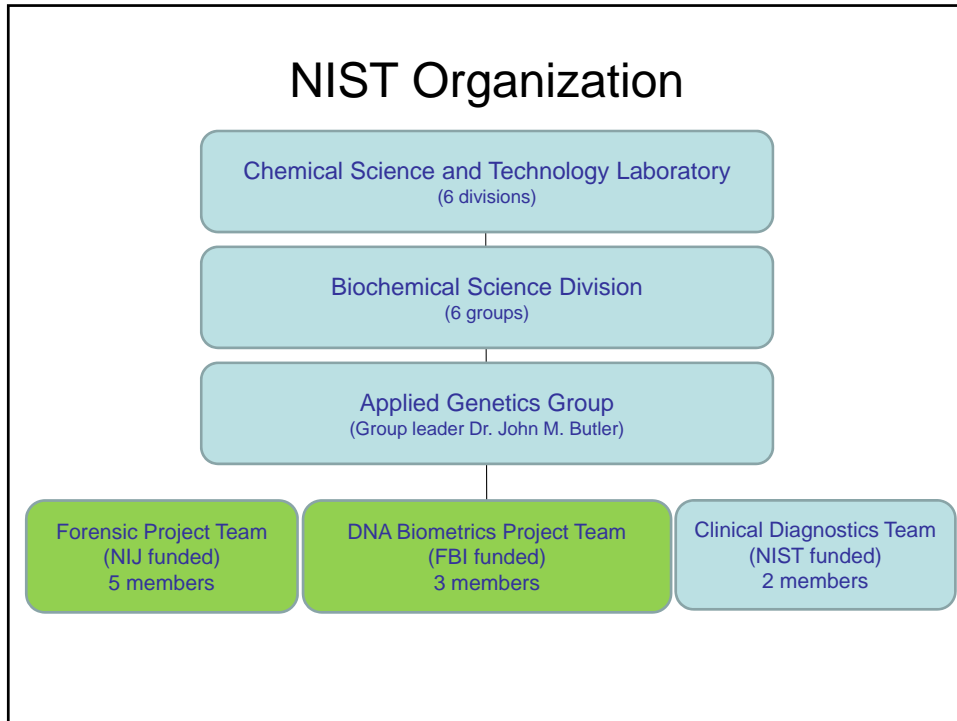 NIST Organization
Chemical Science and Technology Laboratory
(6 divisions)
Biochemical Science Division
(6 groups)
Applied Genetics Group
(Group leader Dr. John M. Butler)
Forensic Project Team
(NIJ funded)
5 members
DNA Biometrics Project Team
(FBI funded)
3 members
Clinical Diagnostics Team
(NIST funded)
2 members